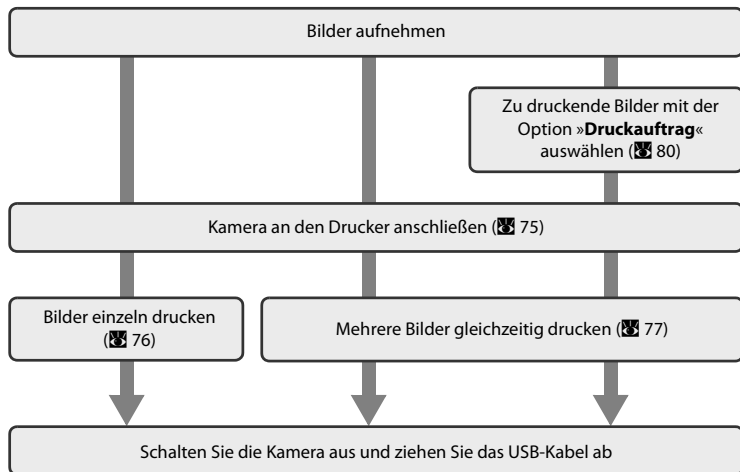 Bilder aufnehmen
Zu druckende Bilder mit der
Option »Druckauftrag«
auswählen ( 80)
Kamera an den Drucker anschließen ( 75)
Bilder einzeln drucken
( 76)
Mehrere Bilder gleichzeitig drucken ( 77)
Schalten Sie die Kamera aus und ziehen Sie das USB-Kabel ab